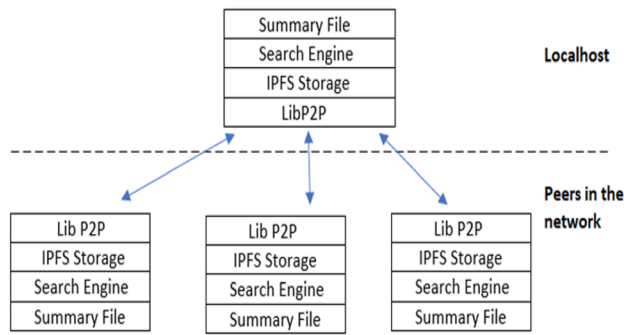 Summary File
Search Engine
IPFS Storage
LibP2P
Localhost
Peers in the
network
Lib P2P
IPFS Storage
Search Engine
Summary File
Lib P2P
IPFS Storage
Search Engine
Summary File
Lib P2P
IPFS Storage
Search Engine
Summary File